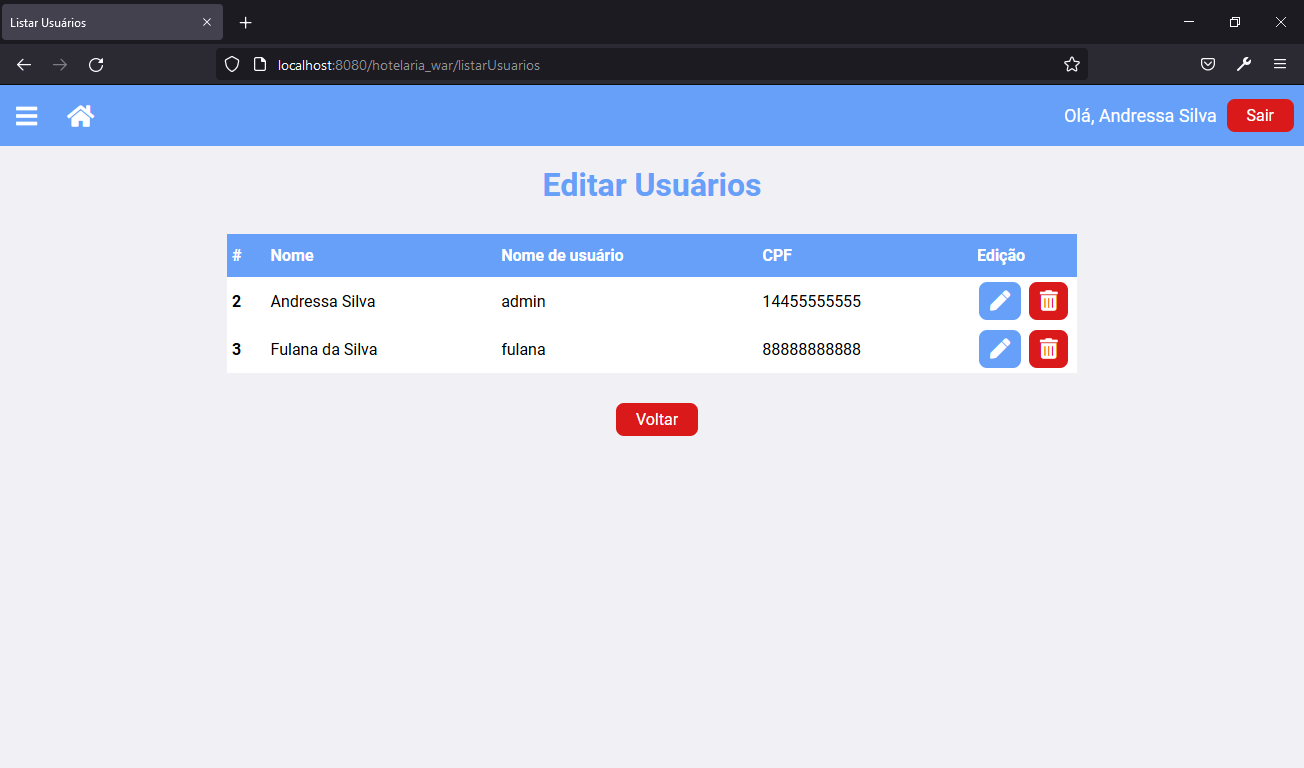 Listar Usuários
localhost:8080/hotelaria_war/listarUsuarios
Olá, Andressa Silva Sair
Editar Usuários
# Nome Nome de usuário CPF Edição
2 Andressa Silva admin 14455555555
3 Fulana da Silva fulana 88888888888
Voltar